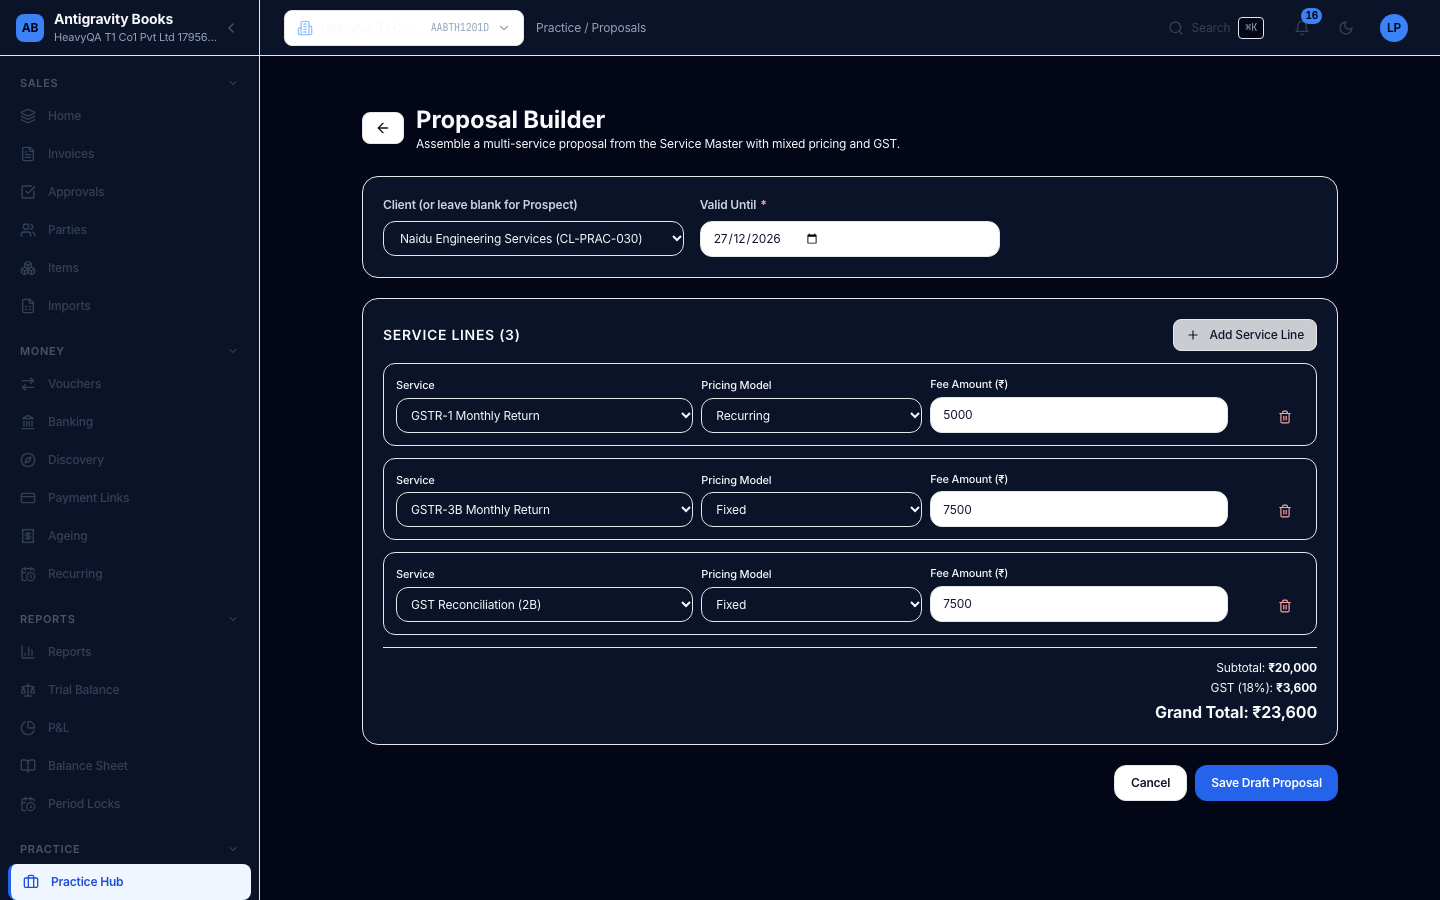 AB
Antigravity Books
HeavyQA T1 Co1 Pvt Ltd 17956...
AABTH1201D
Practice / Proposals
Search
⌘K
16
LP
SALES
Home
Invoices
Approvals
Parties
Items
Imports
MONEY
Vouchers
Banking
Discovery
Payment Links
Ageing
Recurring
REPORTS
Reports
Trial Balance
P&L
Balance Sheet
Period Locks
PRACTICE
Practice Hub
Proposal Builder
Assemble a multi-service proposal from the Service Master with mixed pricing and GST.
Client (or leave blank for Prospect)
Valid Until *
Naidu Engineering Services (CL-PRAC-030)
27/12/2026
SERVICE LINES (3)
Add Service Line
Service
Pricing Model
Fee Amount (₹)
GSTR-1 Monthly Return
Recurring
5000
Service
Pricing Model
Fee Amount (₹)
GSTR-3B Monthly Return
Fixed
7500
Service
Pricing Model
Fee Amount (₹)
GST Reconciliation (2B)
Fixed
7500
Subtotal: ₹20,000
GST (18%): ₹3,600
Grand Total: ₹23,600
Cancel
Save Draft Proposal